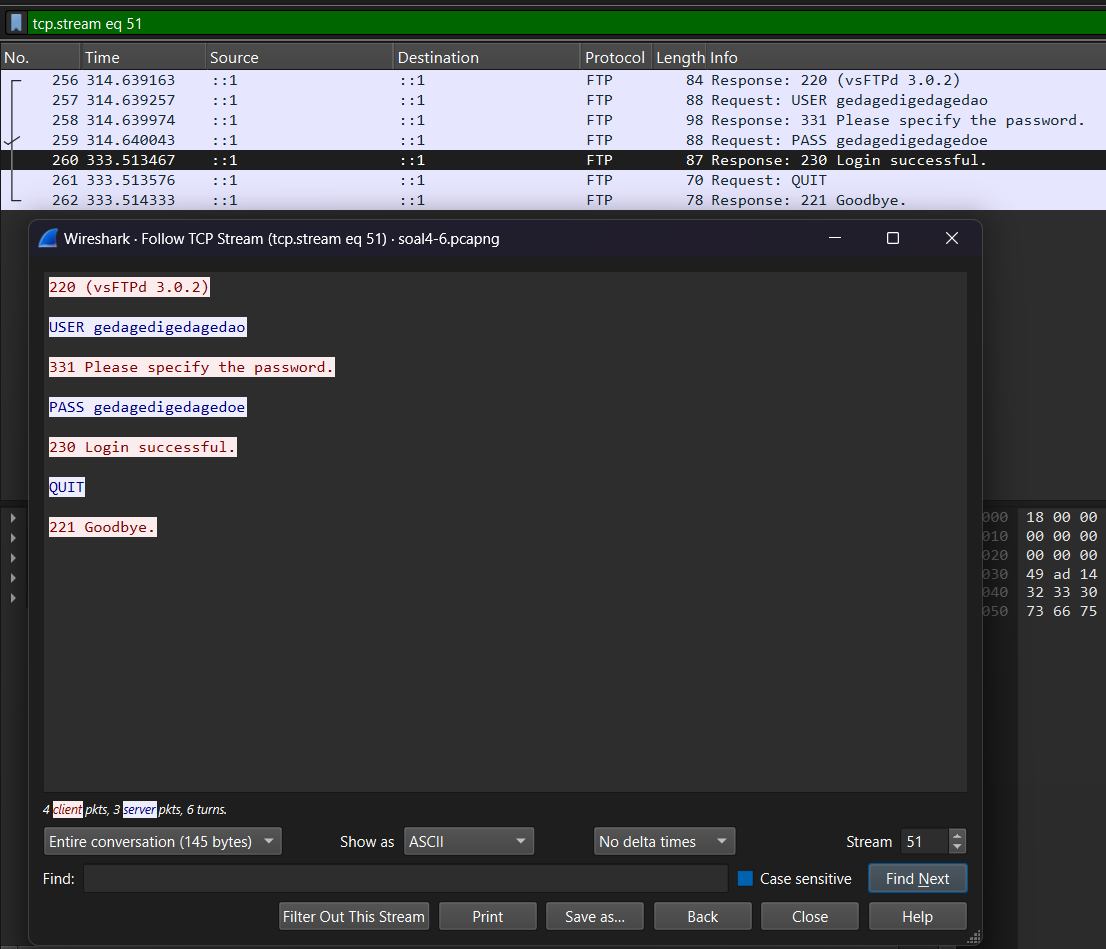 tcp.stream eq 51
No. Time Source Destination Protocol Length Info
256 314.639163 ::1 ::1 FTP 84 Response: 220 (vsFTPd 3.0.2)
257 314.639257 ::1 ::1 FTP 88 Request: USER gedagedigedagedao
258 314.639974 ::1 ::1 FTP 98 Response: 331 Please specify the password.
259 314.640043 ::1 ::1 FTP 88 Request: PASS gedagedigedagedoe
260 333.513467 ::1 ::1 FTP 87 Response: 230 Login successful.
261 333.513576 ::1 ::1 FTP 70 Request: QUIT
262 333.514333 ::1 ::1 FTP 78 Response: 221 Goodbye.
Wireshark · Follow TCP Stream (tcp.stream eq 51) · soal4-6.pcapng
220 (vsFTPd 3.0.2)
USER gedagedigedagedao
331 Please specify the password.
PASS gedagedigedagedoe
230 Login successful.
QUIT
221 Goodbye.
000 18 00 00
010 00 00 00
020 00 00 00
030 49 ad 14
040 32 33 30
050 73 66 75
4 client pkts, 3 server pkts, 6 turns.
Entire conversation (145 bytes) Show as ASCII No delta times Stream 51
Find: Case sensitive Find Next
Filter Out This Stream Print Save as... Back Close Help